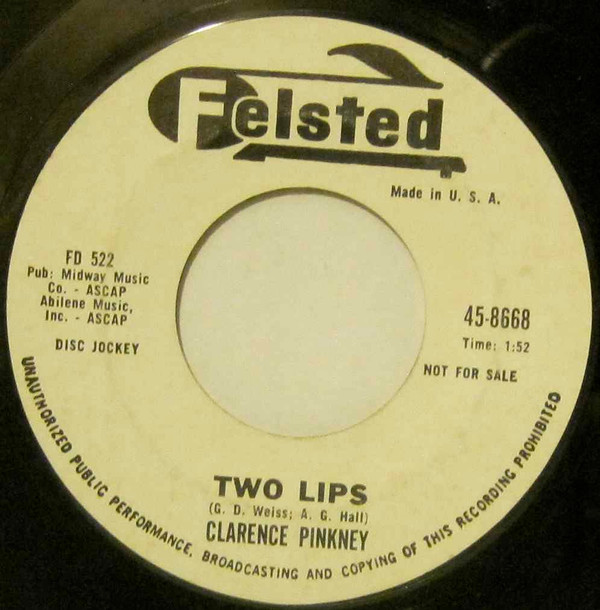 Felsted
Made in U. S. A.
FD 522
Pub: Midway Music
Co. - ASCAP
Abilene Music,
Inc. - ASCAP
DISC JOCKEY
45-8668
Time: 1:52
NOT FOR SALE
TWO LIPS
(G. D. Weiss; A. G. Hall)
CLARENCE PINKNEY
UNAUTHORIZED PUBLIC PERFORMANCE, BROADCASTING AND COPYING OF THIS RECORDING PROHIBITED